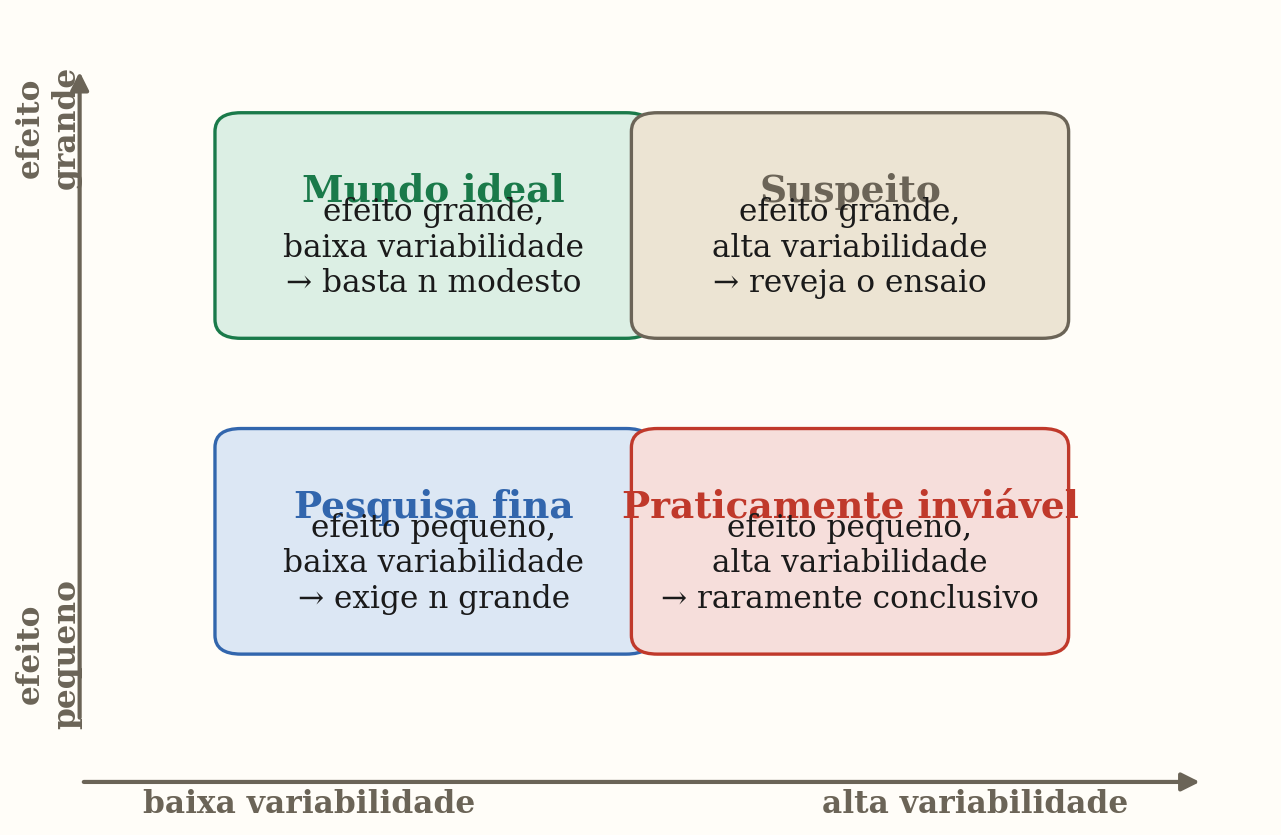 efeito
grande
Mundo ideal
efeito grande,
baixa variabilidade
→ basta n modesto
Suspeito
efeito grande,
alta variabilidade
→ reveja o ensaio
efeito
pequeno
Pesquisa fina
efeito pequeno,
baixa variabilidade
→ exige n grande
Praticamente inviável
efeito pequeno,
alta variabilidade
→ raramente conclusivo
baixa variabilidade
alta variabilidade